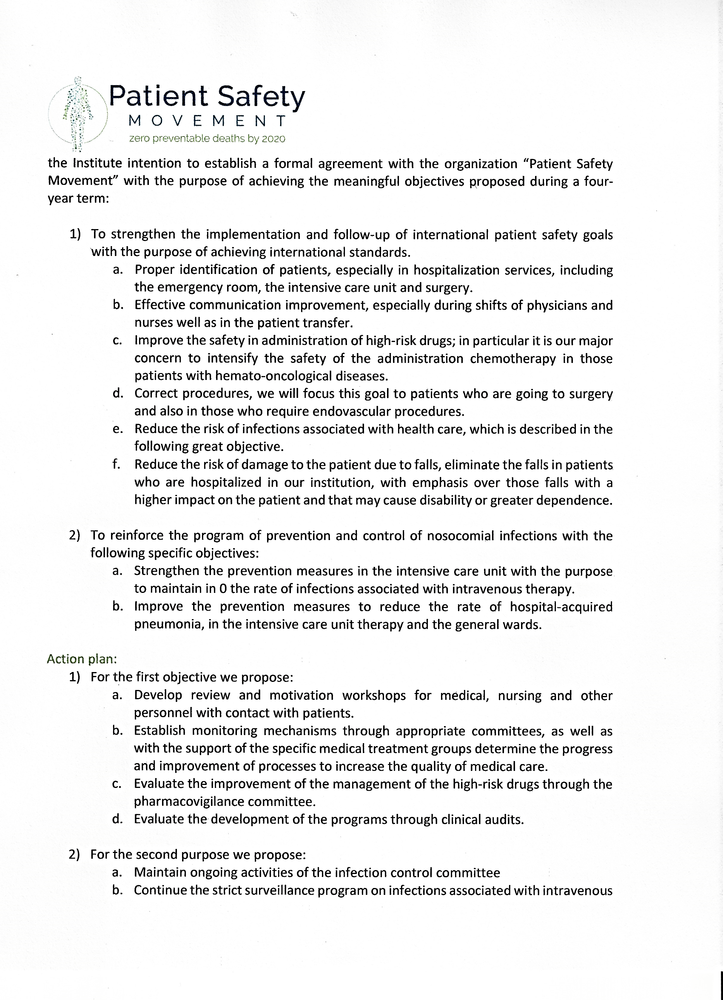 Patient Safety
MOVEMENT
zero preventable deaths by 2020
the Institute intention to establish a formal agreement with the organization “Patient Safety
Movement” with the purpose of achieving the meaningful objectives proposed during a four-
year term:
1) To strengthen the implementation and follow-up of international patient safety goals
with the purpose of achieving international standards.
a. Proper identification of patients, especially in hospitalization services, including
the emergency room, the intensive care unit and surgery.
b. Effective communication improvement, especially during shifts of physicians and
nurses well as in the patient transfer.
c. Improve the safety in administration of high-risk drugs; in particular it is our major
concern to intensify the safety of the administration chemotherapy in those
patients with hemato-oncological diseases.
d. Correct procedures, we will focus this goal to patients who are going to surgery
and also in those who require endovascular procedures.
e. Reduce the risk of infections associated with health care, which is described in the
following great objective.
f. Reduce the risk of damage to the patient due to falls, eliminate the falls in patients
who are hospitalized in our institution, with emphasis over those falls with a
higher impact on the patient and that may cause disability or greater dependence.
2) To reinforce the program of prevention and control of nosocomial infections with the
following specific objectives:
a. Strengthen the prevention measures in the intensive care unit with the purpose
to maintain in 0 the rate of infections associated with intravenous therapy.
b. Improve the prevention measures to reduce the rate of hospital-acquired
pneumonia, in the intensive care unit therapy and the general wards.
Action plan:
1) For the first objective we propose:
a. Develop review and motivation workshops for medical, nursing and other
personnel with contact with patients.
b. Establish monitoring mechanisms through appropriate committees, as well as
with the support of the specific medical treatment groups determine the progress
and improvement of processes to increase the quality of medical care.
c. Evaluate the improvement of the management of the high-risk drugs through the
pharmacovigilance committee.
d. Evaluate the development of the programs through clinical audits.
2) For the second purpose we propose:
a. Maintain ongoing activities of the infection control committee
b. Continue the strict surveillance program on infections associated with intravenous